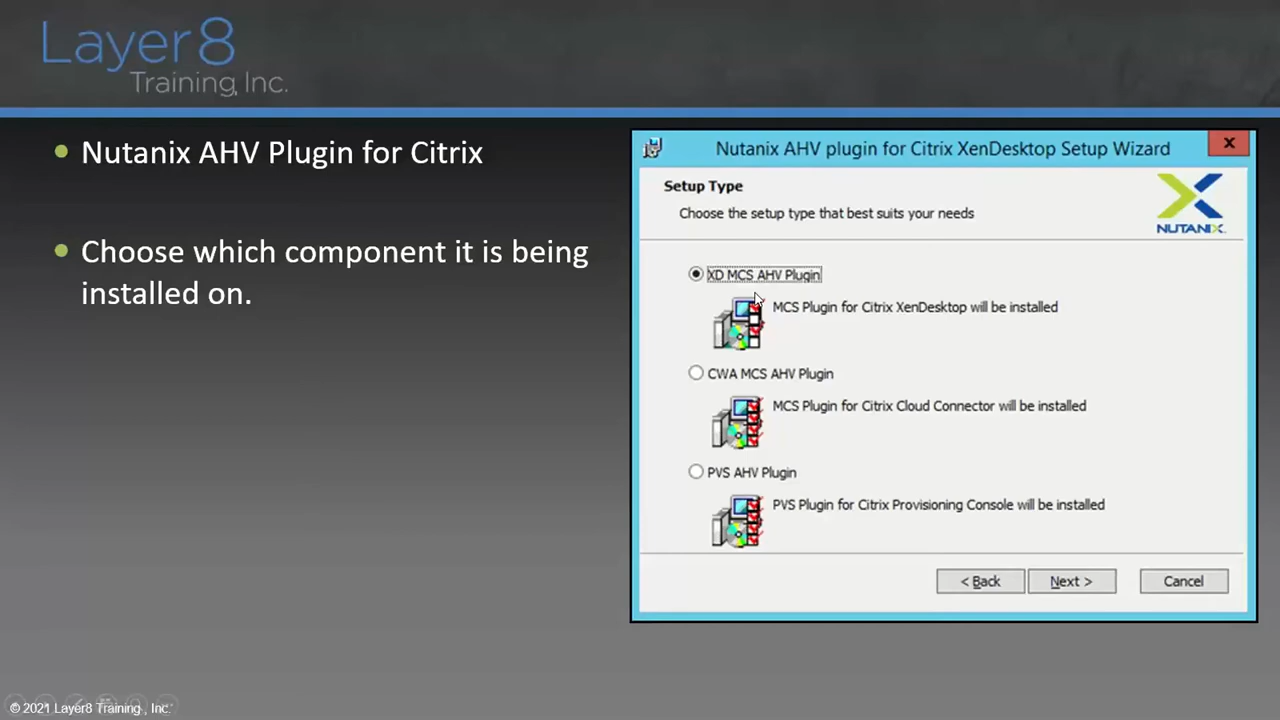 Layer8
Training, Inc.
Nutanix AHV Plugin for Citrix
Choose which component it is being
installed on.
Nutanix AHV plugin for Citrix XenDesktop Setup Wizard
Setup Type
Choose the setup type that best suits your needs
NUTANIX.
XD MCS AHV Plugin
MCS Plugin for Citrix XenDesktop will be installed
CWA MCS AHV Plugin
MCS Plugin for Citrix Cloud Connector will be installed
PVS AHV Plugin
PVS Plugin for Citrix Provisioning Console will be installed
< Back
Next >
Cancel
© 2021 Layer8 Training , Inc.